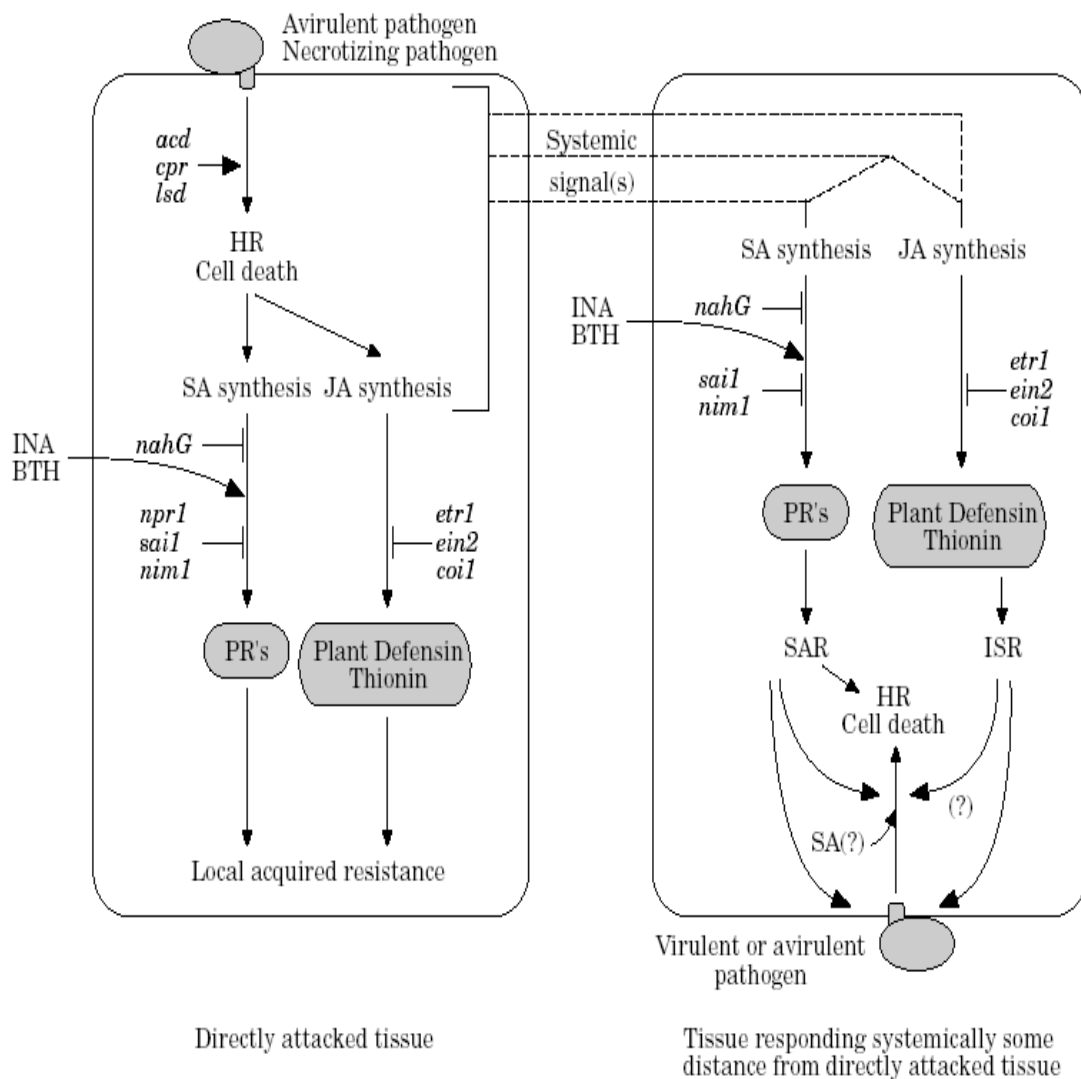 Avirulent pathogen
Necrotizing pathogen
acd
cpr
lsd
HR
Cell death
SA synthesis
JA synthesis
INA
BTH
nahG
npr1
sai1
nim1
etr1
ein2
coi1
PR's
Plant Defensin
Thionin
Local acquired resistance
Directly attacked tissue
Systemic
signal(s)
SA synthesis
JA synthesis
INA
BTH
nahG
sai1
nim1
etr1
ein2
coi1
PR's
Plant Defensin
Thionin
SAR
ISR
HR
Cell death
(?)
SA(?)
Virulent or avirulent
pathogen
Tissue responding systemically some
distance from directly attacked tissue